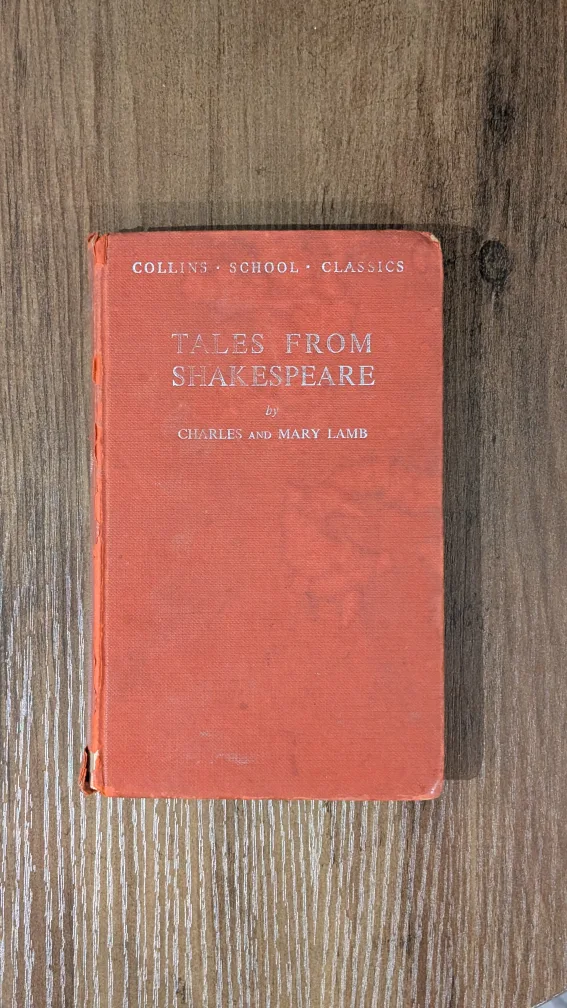 COLLINS · SCHOOL · CLASSICS
TALES FROM
SHAKESPEARE
by
CHARLES AND MARY LAMB